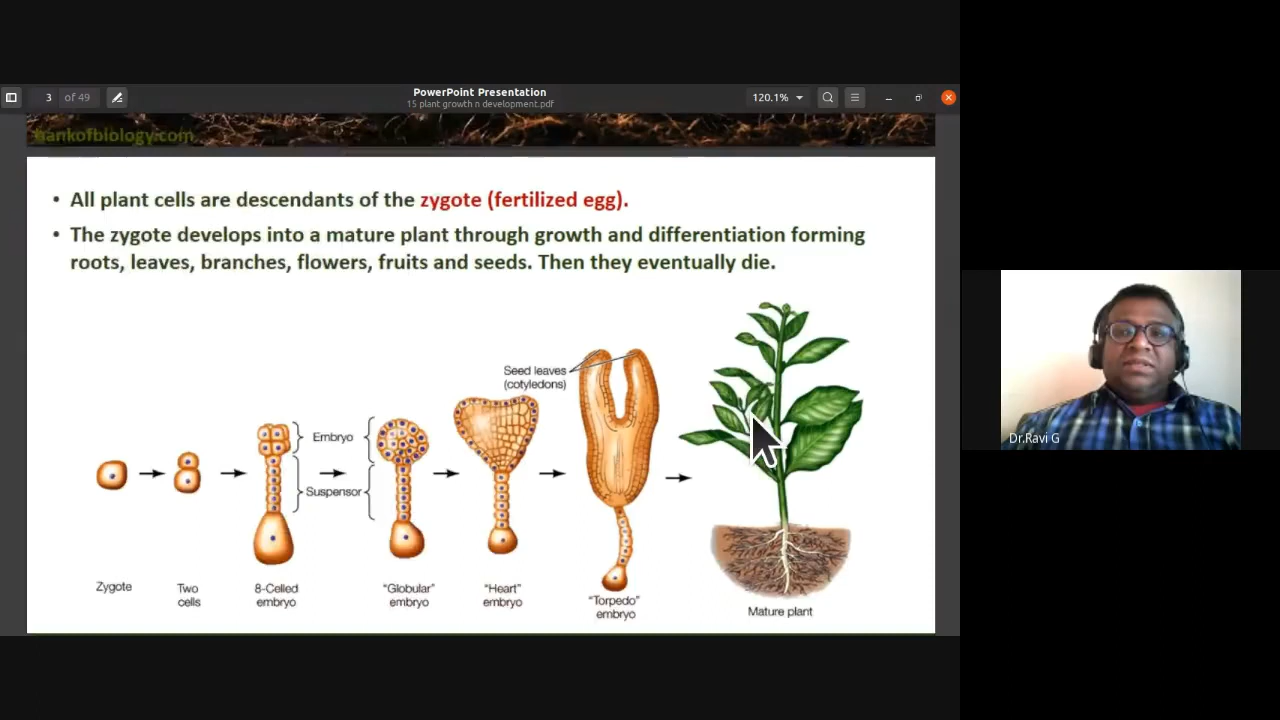 3 of 49
PowerPoint Presentation
15 plant growth n development.pdf
120.1%
bankofbiology.com
• All plant cells are descendants of the zygote (fertilized egg).
• The zygote develops into a mature plant through growth and differentiation forming
roots, leaves, branches, flowers, fruits and seeds. Then they eventually die.
Seed leaves
(cotyledons)
Embryo
Suspensor
Zygote
Two
cells
8-Celled
embryo
"Globular"
embryo
"Heart"
embryo
"Torpedo"
embryo
Mature plant
Dr.Ravi G